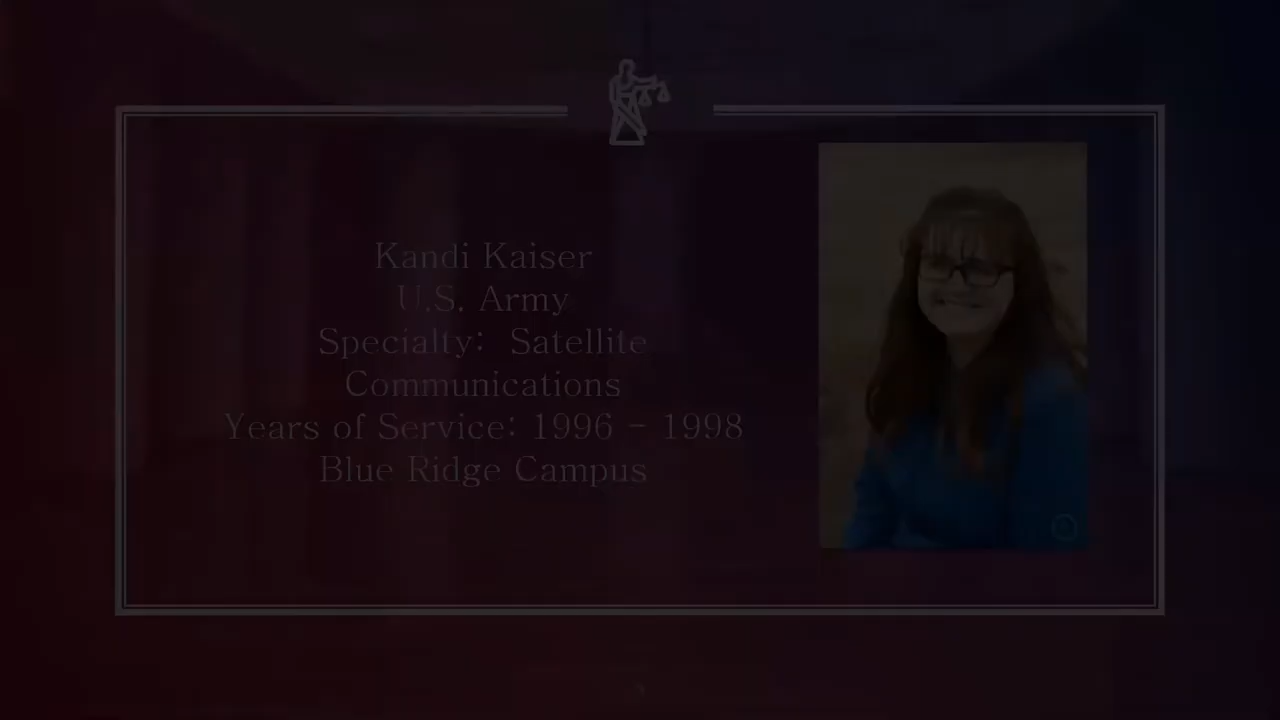 Kandi Kaiser
U.S. Army
Specialty:  Satellite
Communications
Years of Service: 1996 - 1998
Blue Ridge Campus